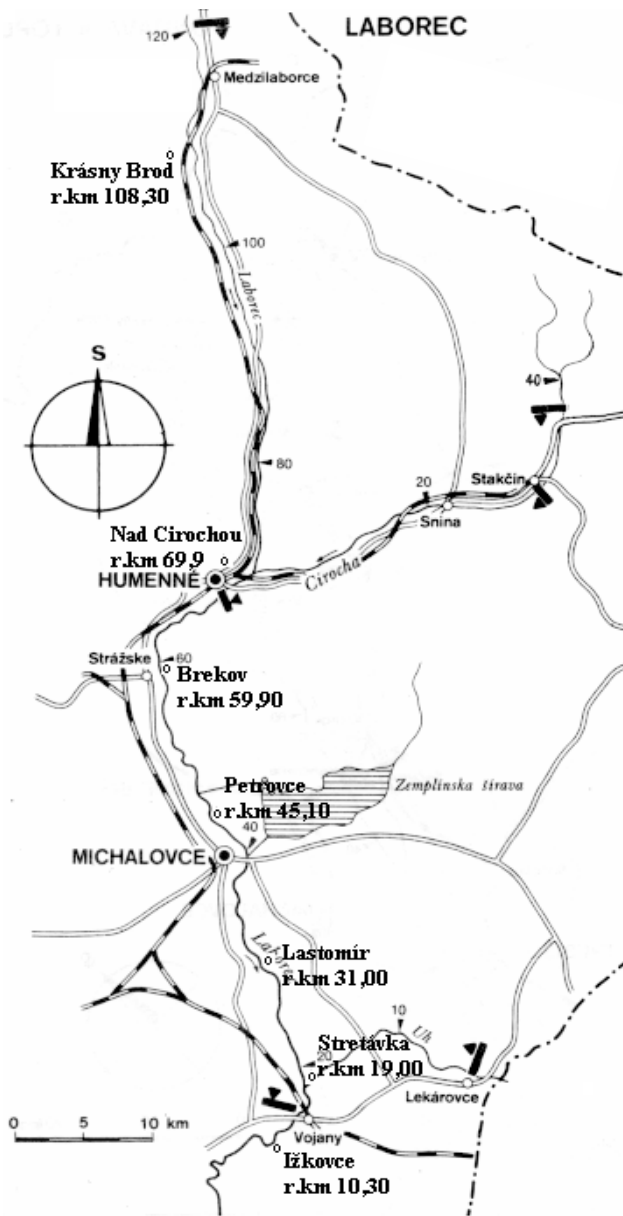 LABOREC
120
Medzilaborce
Krásny Brod
r.km 108,30
100
Laborec
S
40
80
Stakčín
20
Snina
Nad Cirochou
r.km 69,9
HUMENNÉ
Cirocha
Strážske
60
Brekov
r.km 59,90
Petrovce
r.km 45,10
Zemplínska šírava
40
MICHALOVCE
Laborec
Lastomír
r.km 31,00
10
Uh
Stretávka
20
r.km 19,00
Lekárovce
0 5 10 km
Vojany
Ižkovce
r.km 10,30